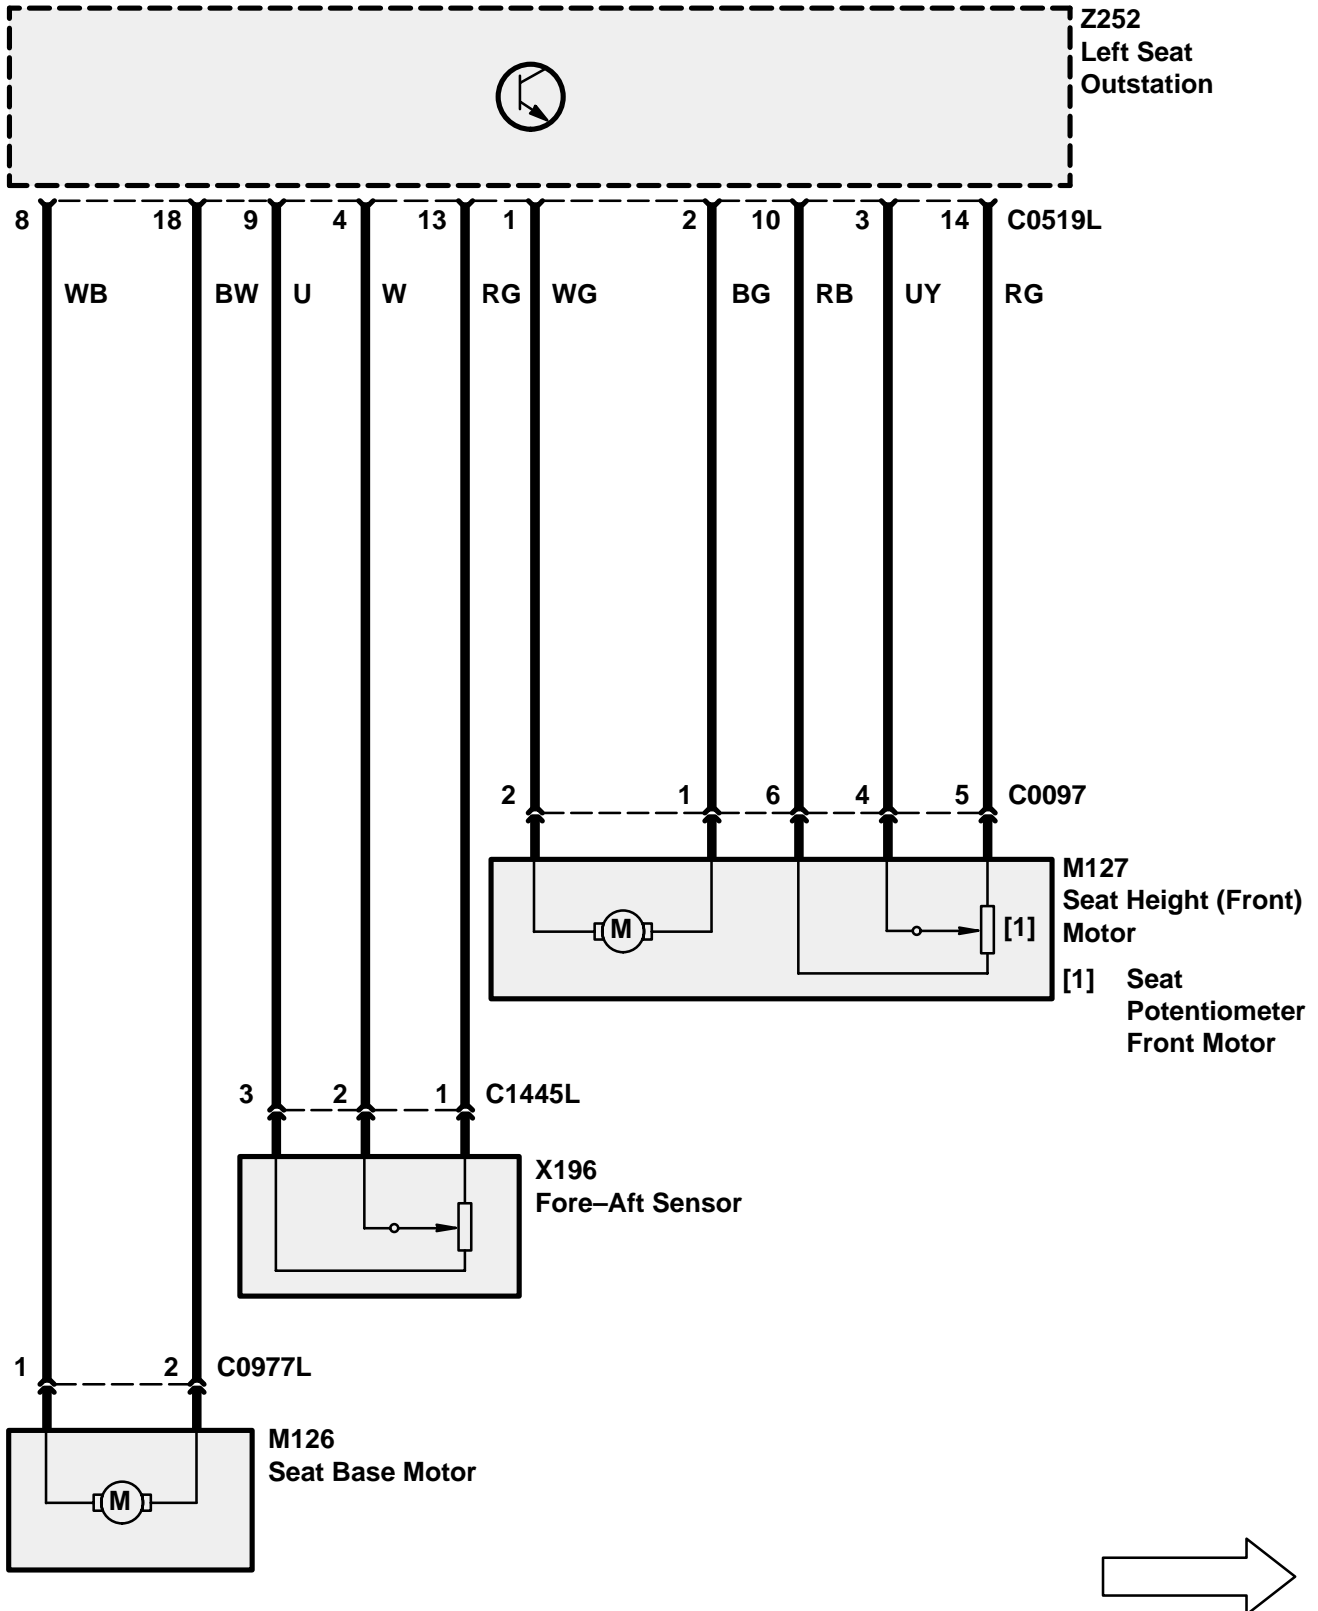 Z252
Left Seat
Outstation
8 18 9 4 13 1 2 10 3 14 C0519L
WB BW U W RG WG BG RB UY RG
2 1 6 4 5 C0097
M127
Seat Height (Front)
Motor
M [1]
[1] Seat
Potentiometer
Front Motor
3 2 1 C1445L
X196
Fore–Aft Sensor
1 2 C0977L
M126
Seat Base Motor
M